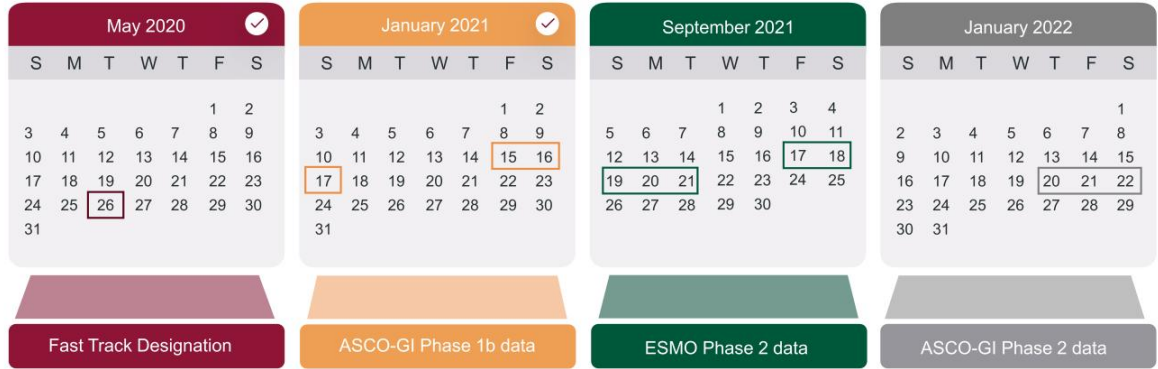 May 2020
S M T W T F S
1 2
3 4 5 6 7 8 9
10 11 12 13 14 15 16
17 18 19 20 21 22 23
24 25 26 27 28 29 30
31
Fast Track Designation
January 2021
S M T W T F S
1 2
3 4 5 6 7 8 9
10 11 12 13 14 15 16
17 18 19 20 21 22 23
24 25 26 27 28 29 30
31
ASCO-GI Phase 1b data
September 2021
S M T W T F S
1 2 3 4
5 6 7 8 9 10 11
12 13 14 15 16 17 18
19 20 21 22 23 24 25
26 27 28 29 30
ESMO Phase 2 data
January 2022
S M T W T F S
1
2 3 4 5 6 7 8
9 10 11 12 13 14 15
16 17 18 19 20 21 22
23 24 25 26 27 28 29
30 31
ASCO-GI Phase 2 data